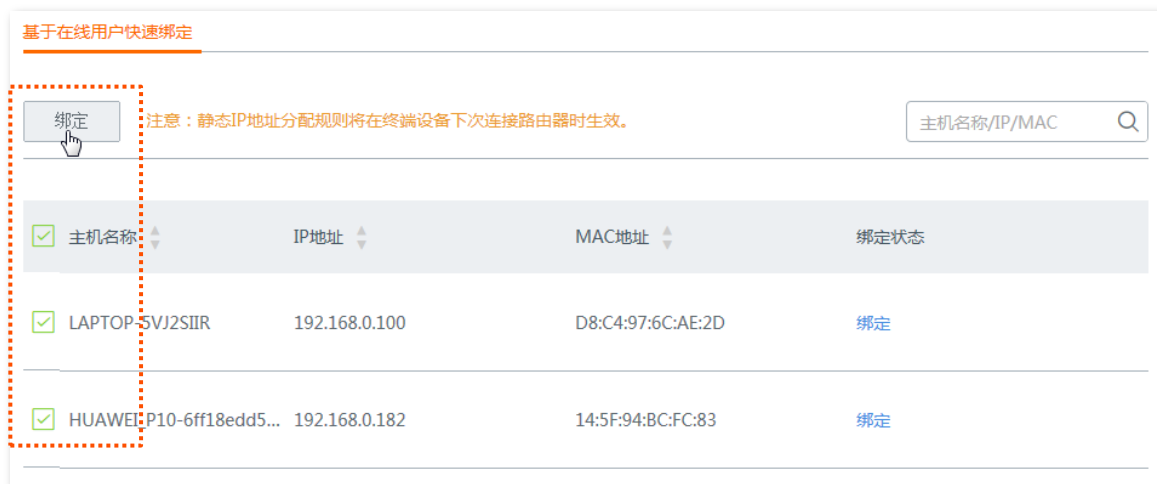 基于在线用户快速绑定
绑定 注意：静态IP地址分配规则将在终端设备下次连接路由器时生效。 主机名称/IP/MAC
主机名称 IP地址 MAC地址 绑定状态
LAPTOP-5VJ2SIIR 192.168.0.100 D8:C4:97:6C:AE:2D 绑定
HUAWEI_P10-6ff18edd5... 192.168.0.182 14:5F:94:BC:FC:83 绑定